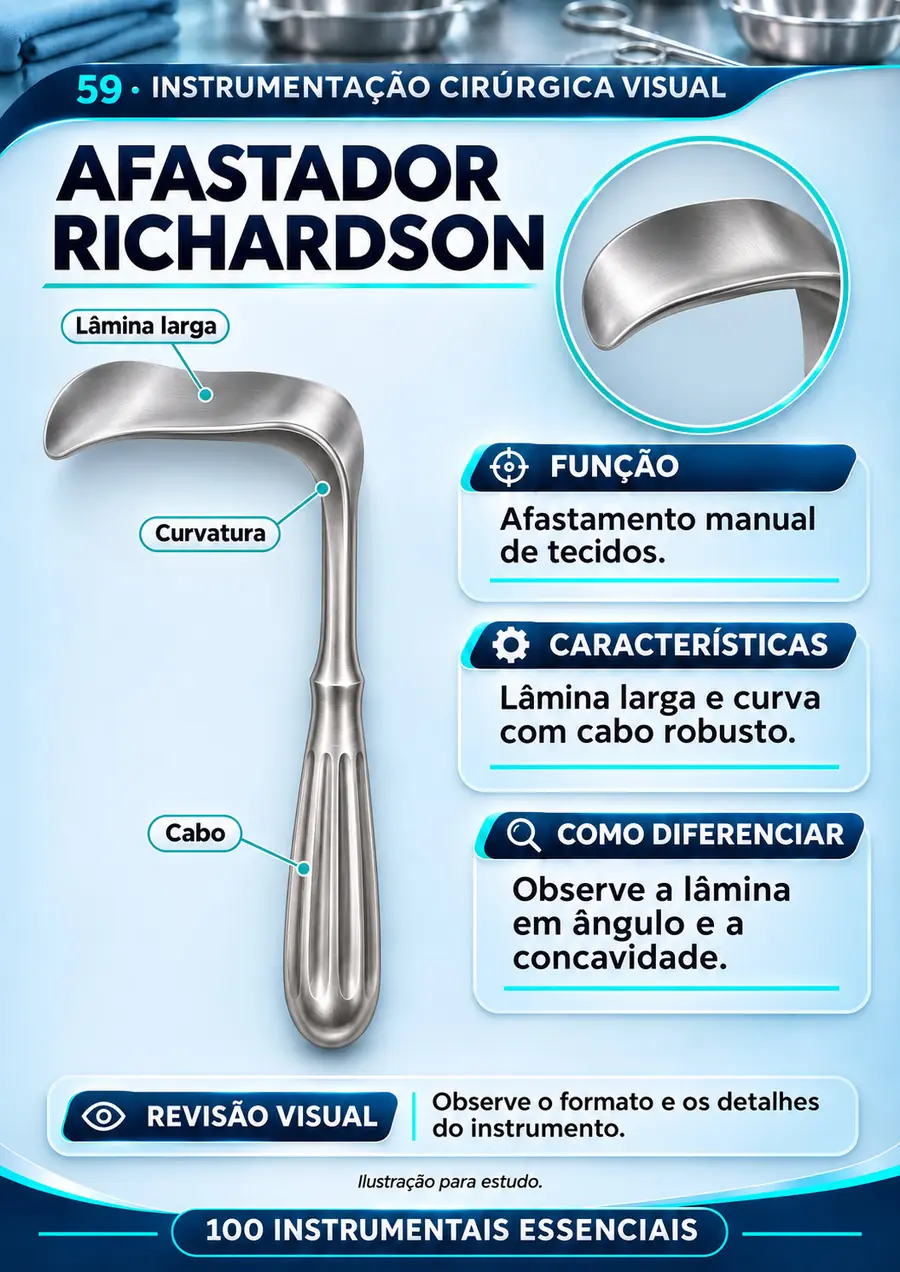 59 · INSTRUMENTAÇÃO CIRÚRGICA VISUAL
AFASTADOR
RICHARDSON
Lâmina larga
Curvatura
Cabo
FUNÇÃO
Afastamento manual
de tecidos.
CARACTERÍSTICAS
Lâmina larga e curva
com cabo robusto.
COMO DIFERENCIAR
Observe a lâmina
em ângulo e a
concavidade.
REVISÃO VISUAL
Observe o formato e os detalhes
do instrumento.
Ilustração para estudo.
100 INSTRUMENTAIS ESSENCIAIS